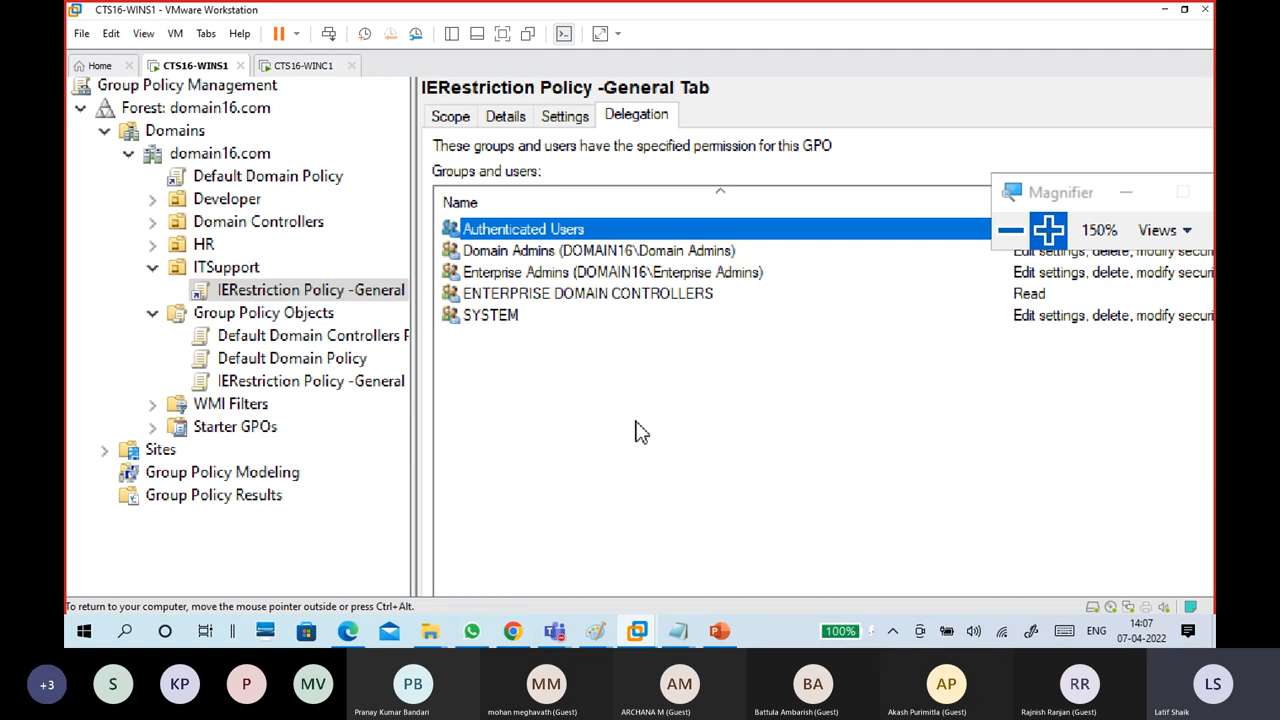 CTS16-WINS1 - VMware Workstation
File Edit View VM Tabs Help
Home CTS16-WINS1 CTS16-WINC1
Group Policy Management
Forest: domain16.com
Domains
domain16.com
Default Domain Policy
Developer
Domain Controllers
HR
ITSupport
IERestriction Policy -General
Group Policy Objects
Default Domain Controllers P
Default Domain Policy
IERestriction Policy -General
WMI Filters
Starter GPOs
Sites
Group Policy Modeling
Group Policy Results
IERestriction Policy -General Tab
Scope Details Settings Delegation
These groups and users have the specified permission for this GPO
Groups and users:
Name
Authenticated Users
Domain Admins (DOMAIN16\Domain Admins) Edit settings, delete, modify securi
Enterprise Admins (DOMAIN16\Enterprise Admins) Edit settings, delete, modify securi
ENTERPRISE DOMAIN CONTROLLERS Read
SYSTEM Edit settings, delete, modify securi
Magnifier
150% Views
To return to your computer, move the mouse pointer outside or press Ctrl+Alt.
100% ENG 14:07
07-04-2022
+3 S KP P MV PB MM AM BA AP RR LS
Pranay Kumar Bandari mohan meghavath (Guest) ARCHANA M (Guest) Battula Ambarish (Guest) Akash Purimitla (Guest) Rajnish Ranjan (Guest) Latif Shaik